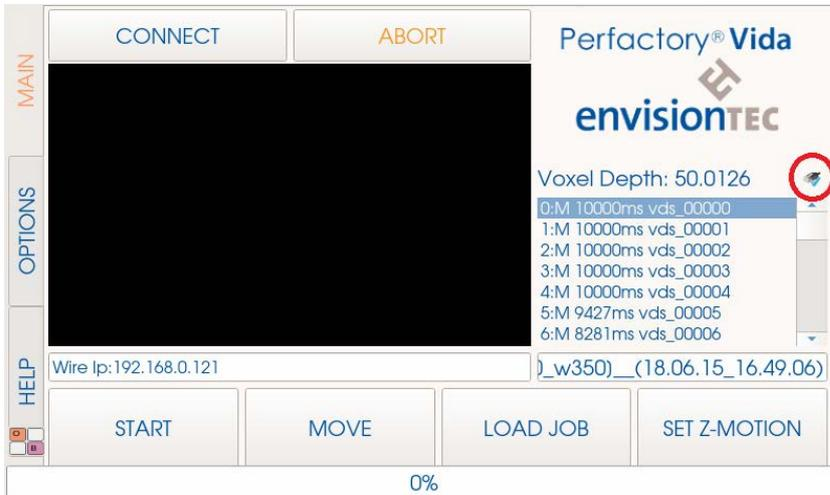 MAIN
OPTIONS
HELP
O
B
CONNECT
ABORT
Perfactory® Vida
envisionTEC
Voxel Depth: 50.0126
0:M 10000ms vds_00000
1:M 10000ms vds_00001
2:M 10000ms vds_00002
3:M 10000ms vds_00003
4:M 10000ms vds_00004
5:M 9427ms vds_00005
6:M 8281ms vds_00006
Wire Ip:192.168.0.121
)_w350)__(18.06.15_16.49.06)
START
MOVE
LOAD JOB
SET Z-MOTION
0%